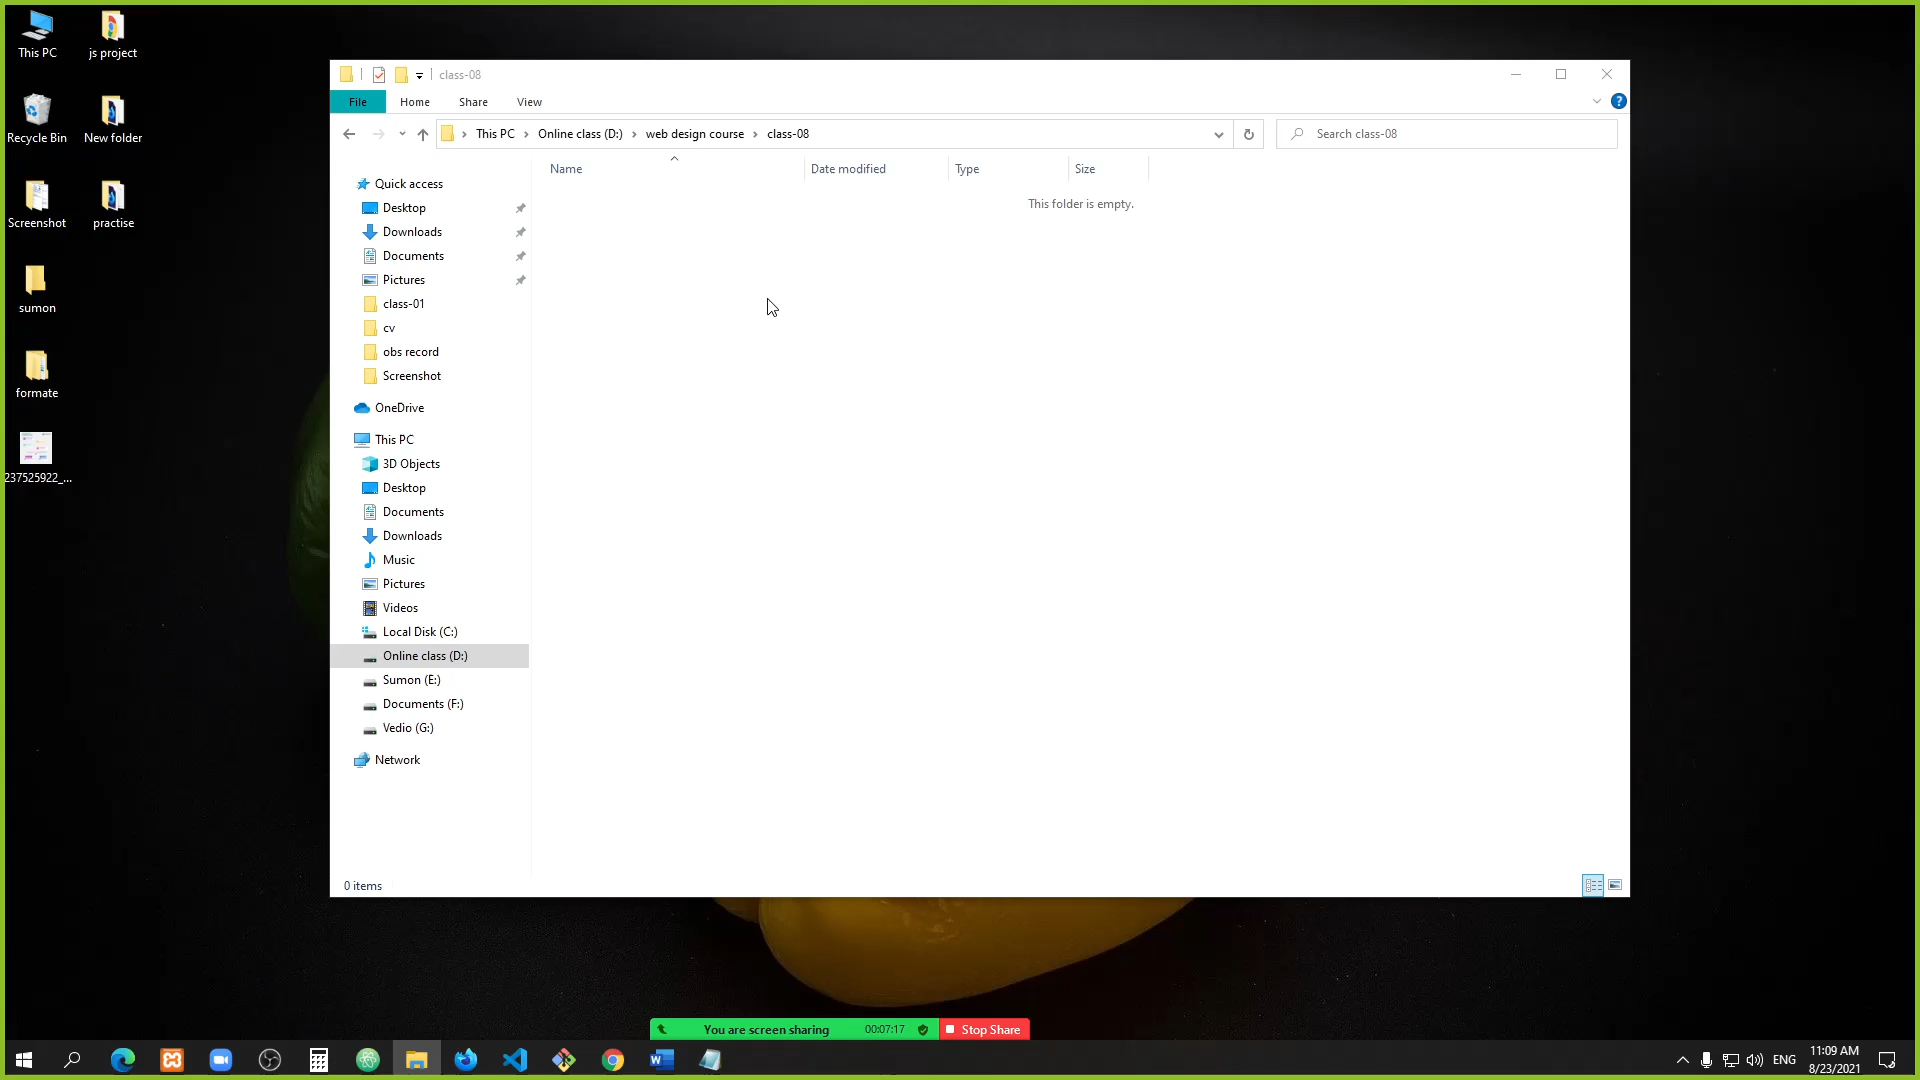 This PC
js project
Recycle Bin
New folder
Screenshot
practise
sumon
formate
237525922_...
class-08
File
Home
Share
View
This PC
Online class (D:)
web design course
class-08
Search class-08
Name
Date modified
Type
Size
This folder is empty.
Quick access
Desktop
Downloads
Documents
Pictures
class-01
cv
obs record
Screenshot
OneDrive
This PC
3D Objects
Desktop
Documents
Downloads
Music
Pictures
Videos
Local Disk (C:)
Online class (D:)
Sumon (E:)
Documents (F:)
Vedio (G:)
Network
0 items
You are screen sharing
00:07:17
Stop Share
ENG
11:09 AM
8/23/2021